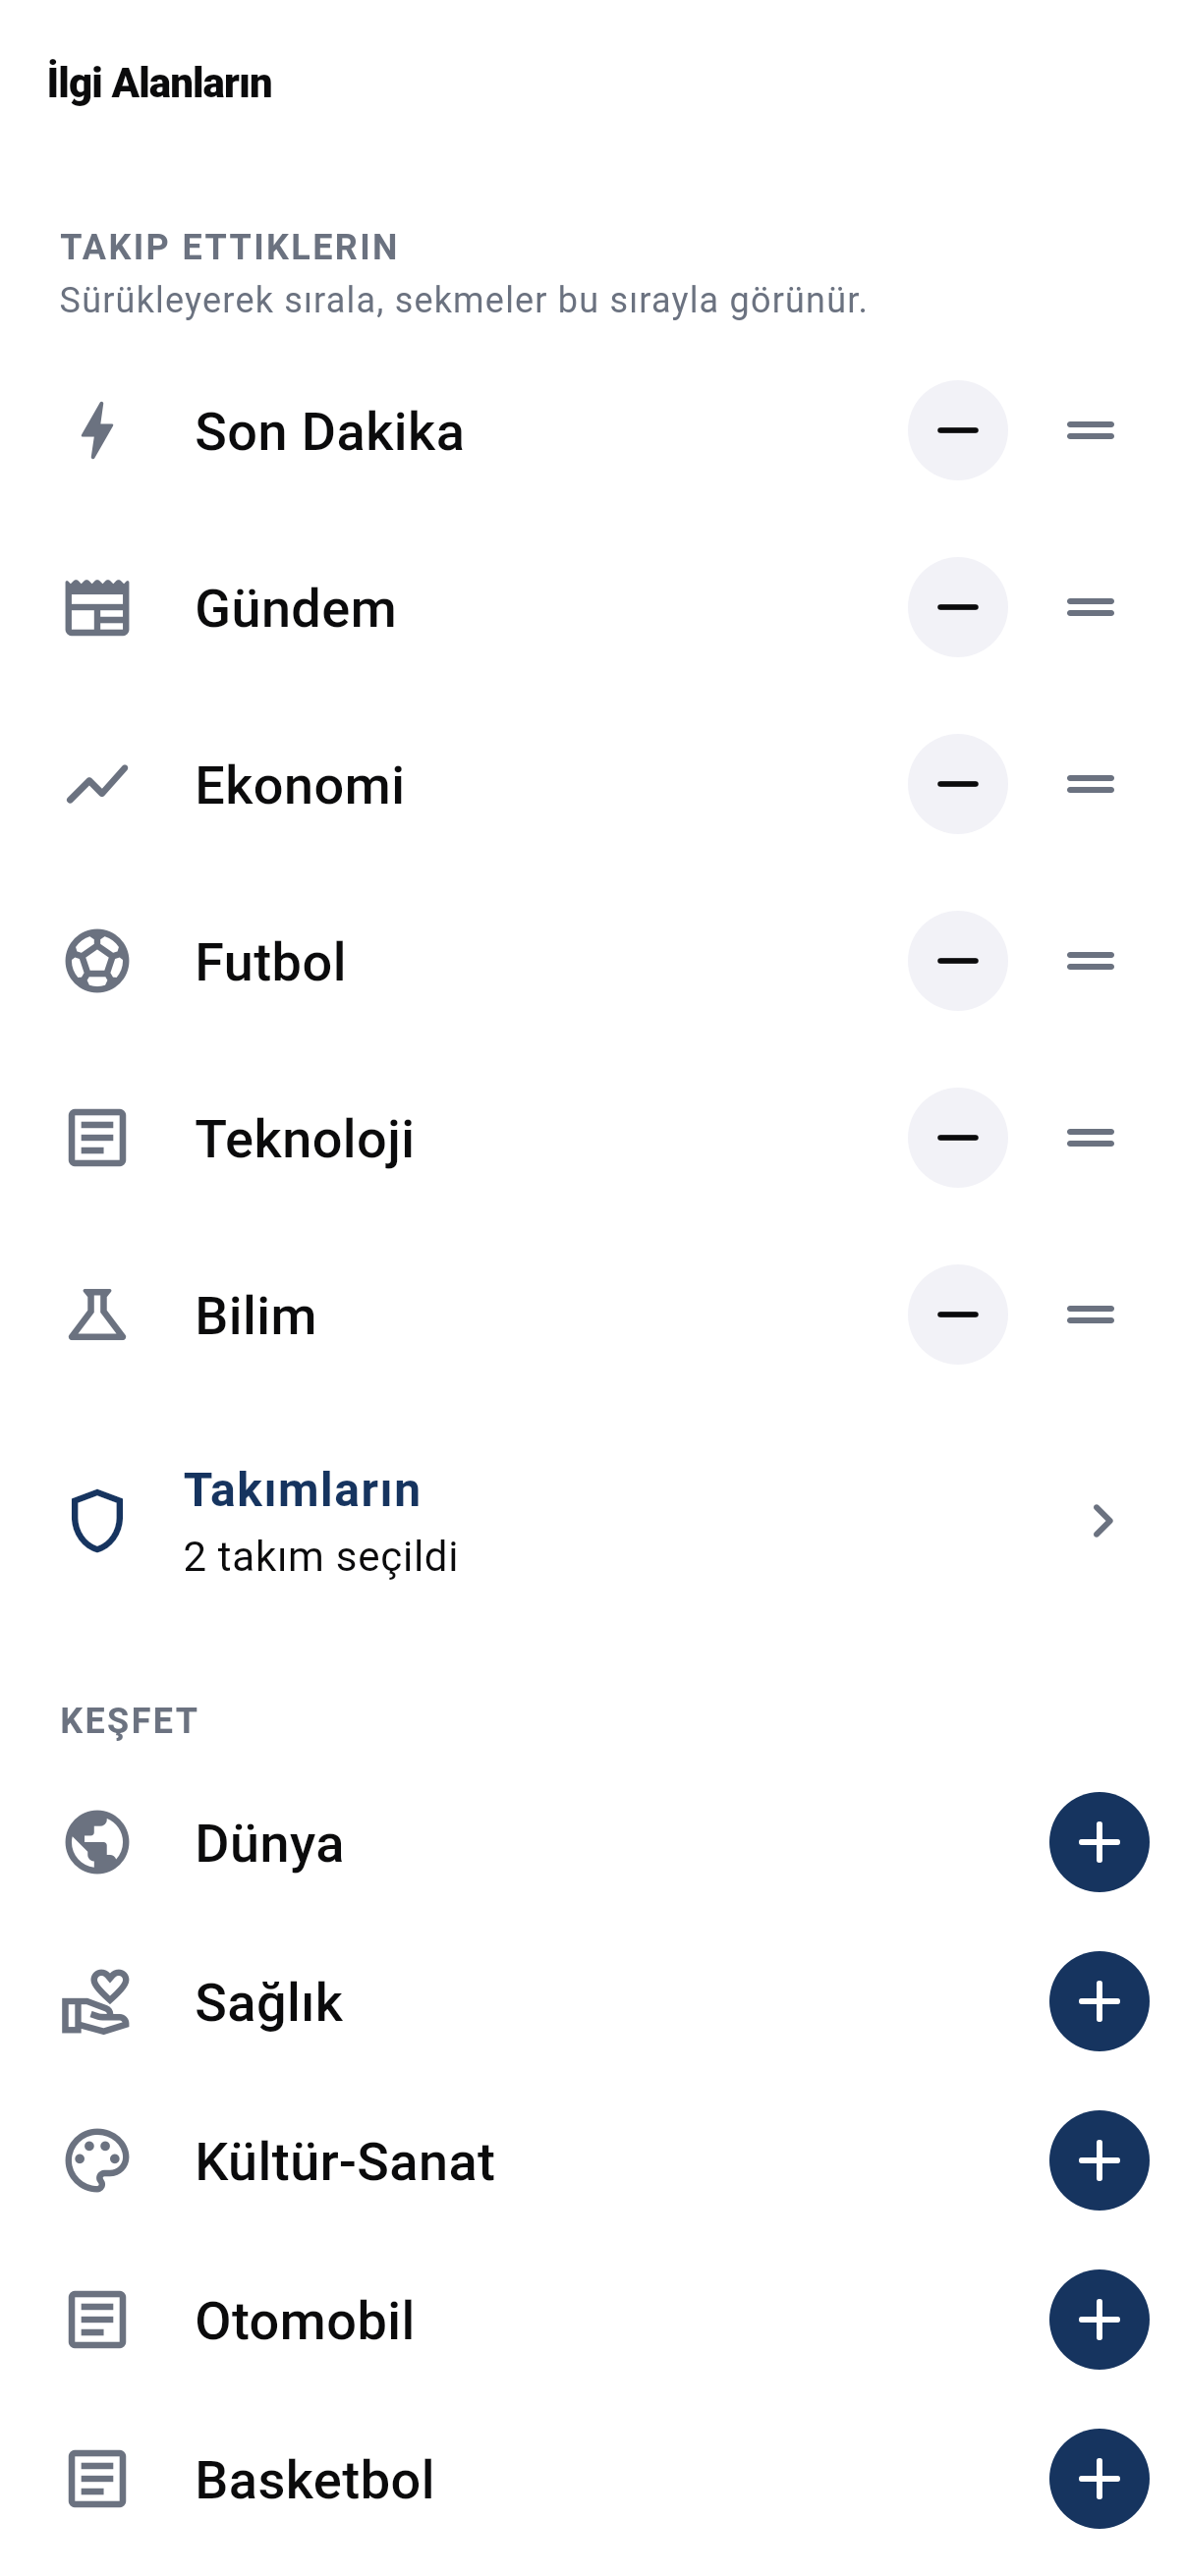 İlgi Alanların
TAKIP ETTIKLERIN
Sürükleyerek sırala, sekmeler bu sırayla görünür.
Son Dakika
Gündem
Ekonomi
Futbol
Teknoloji
Bilim
Takımların
2 takım seçildi
KEŞFET
Dünya
Sağlık
Kültür-Sanat
Otomobil
Basketbol